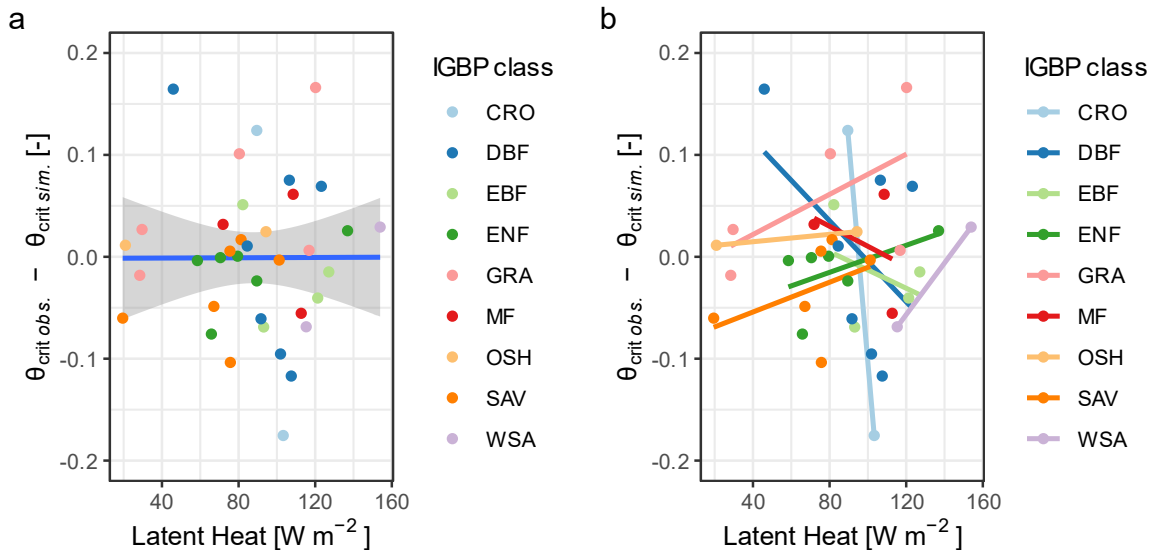 a
0.2
0.1
0.0
-0.1
-0.2
θcrit obs. − θcrit sim. [-]
40 80 120 160
Latent Heat [W m−2 ]
IGBP class
CRO
DBF
EBF
ENF
GRA
MF
OSH
SAV
WSA
b
0.2
0.1
0.0
-0.1
-0.2
θcrit obs. − θcrit sim. [-]
40 80 120 160
Latent Heat [W m−2 ]
IGBP class
CRO
DBF
EBF
ENF
GRA
MF
OSH
SAV
WSA